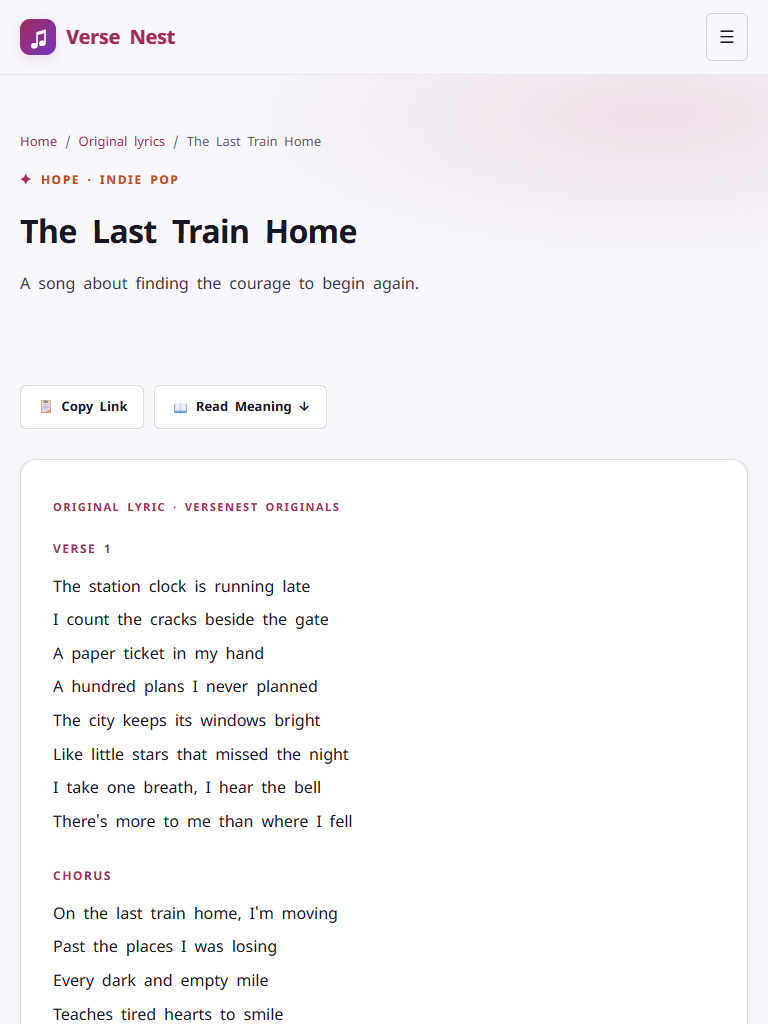 Verse Nest
Home / Original lyrics / The Last Train Home
✦ HOPE · INDIE POP
The Last Train Home
A song about finding the courage to begin again.
📋 Copy Link
📖 Read Meaning ↓
ORIGINAL LYRIC · VERSENEST ORIGINALS
VERSE 1
The station clock is running late
I count the cracks beside the gate
A paper ticket in my hand
A hundred plans I never planned
The city keeps its windows bright
Like little stars that missed the night
I take one breath, I hear the bell
There's more to me than where I fell
CHORUS
On the last train home, I'm moving
Past the places I was losing
Every dark and empty mile
Teaches tired hearts to smile